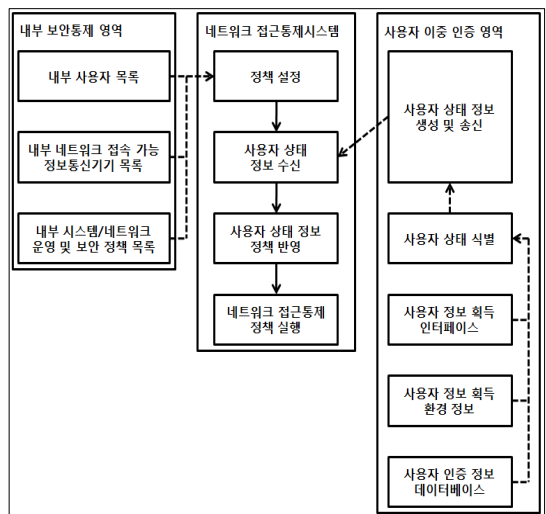 내부 보안통제 영역
내부 사용자 목록
내부 네트워크 접속 가능
정보통신기기 목록
내부 시스템/네트워크
운영 및 보안 정책 목록
네트워크 접근통제시스템
정책 설정
사용자 상태
정보 수신
사용자 상태 정보
정책 반영
네트워크 접근통제
정책 실행
사용자 이중 인증 영역
사용자 상태 정보
생성 및 송신
사용자 상태 식별
사용자 정보 획득
인터페이스
사용자 정보 획득
환경 정보
사용자 인증 정보
데이터베이스